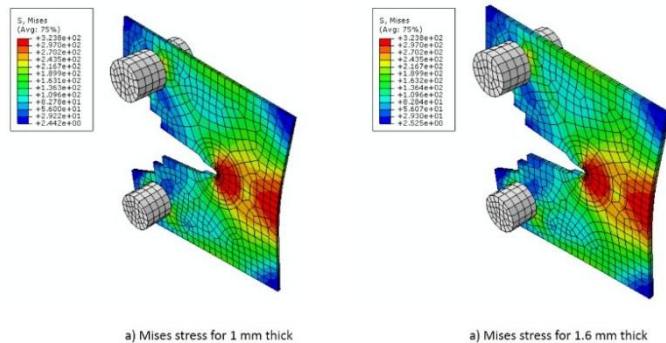 S, Mises
(Avg: 75%)
+3.238e+02
+2.970e+02
+2.702e+02
+2.435e+02
+2.167e+02
+1.899e+02
+1.631e+02
+1.363e+02
+1.096e+02
+8.278e+01
+5.600e+01
+2.922e+01
+2.442e+00
S, Mises
(Avg: 75%)
+3.238e+02
+2.970e+02
+2.702e+02
+2.435e+02
+2.167e+02
+1.899e+02
+1.632e+02
+1.364e+02
+1.096e+02
+8.284e+01
+5.607e+01
+2.930e+01
+2.525e+00
a) Mises stress for 1 mm thick
a) Mises stress for 1.6 mm thick